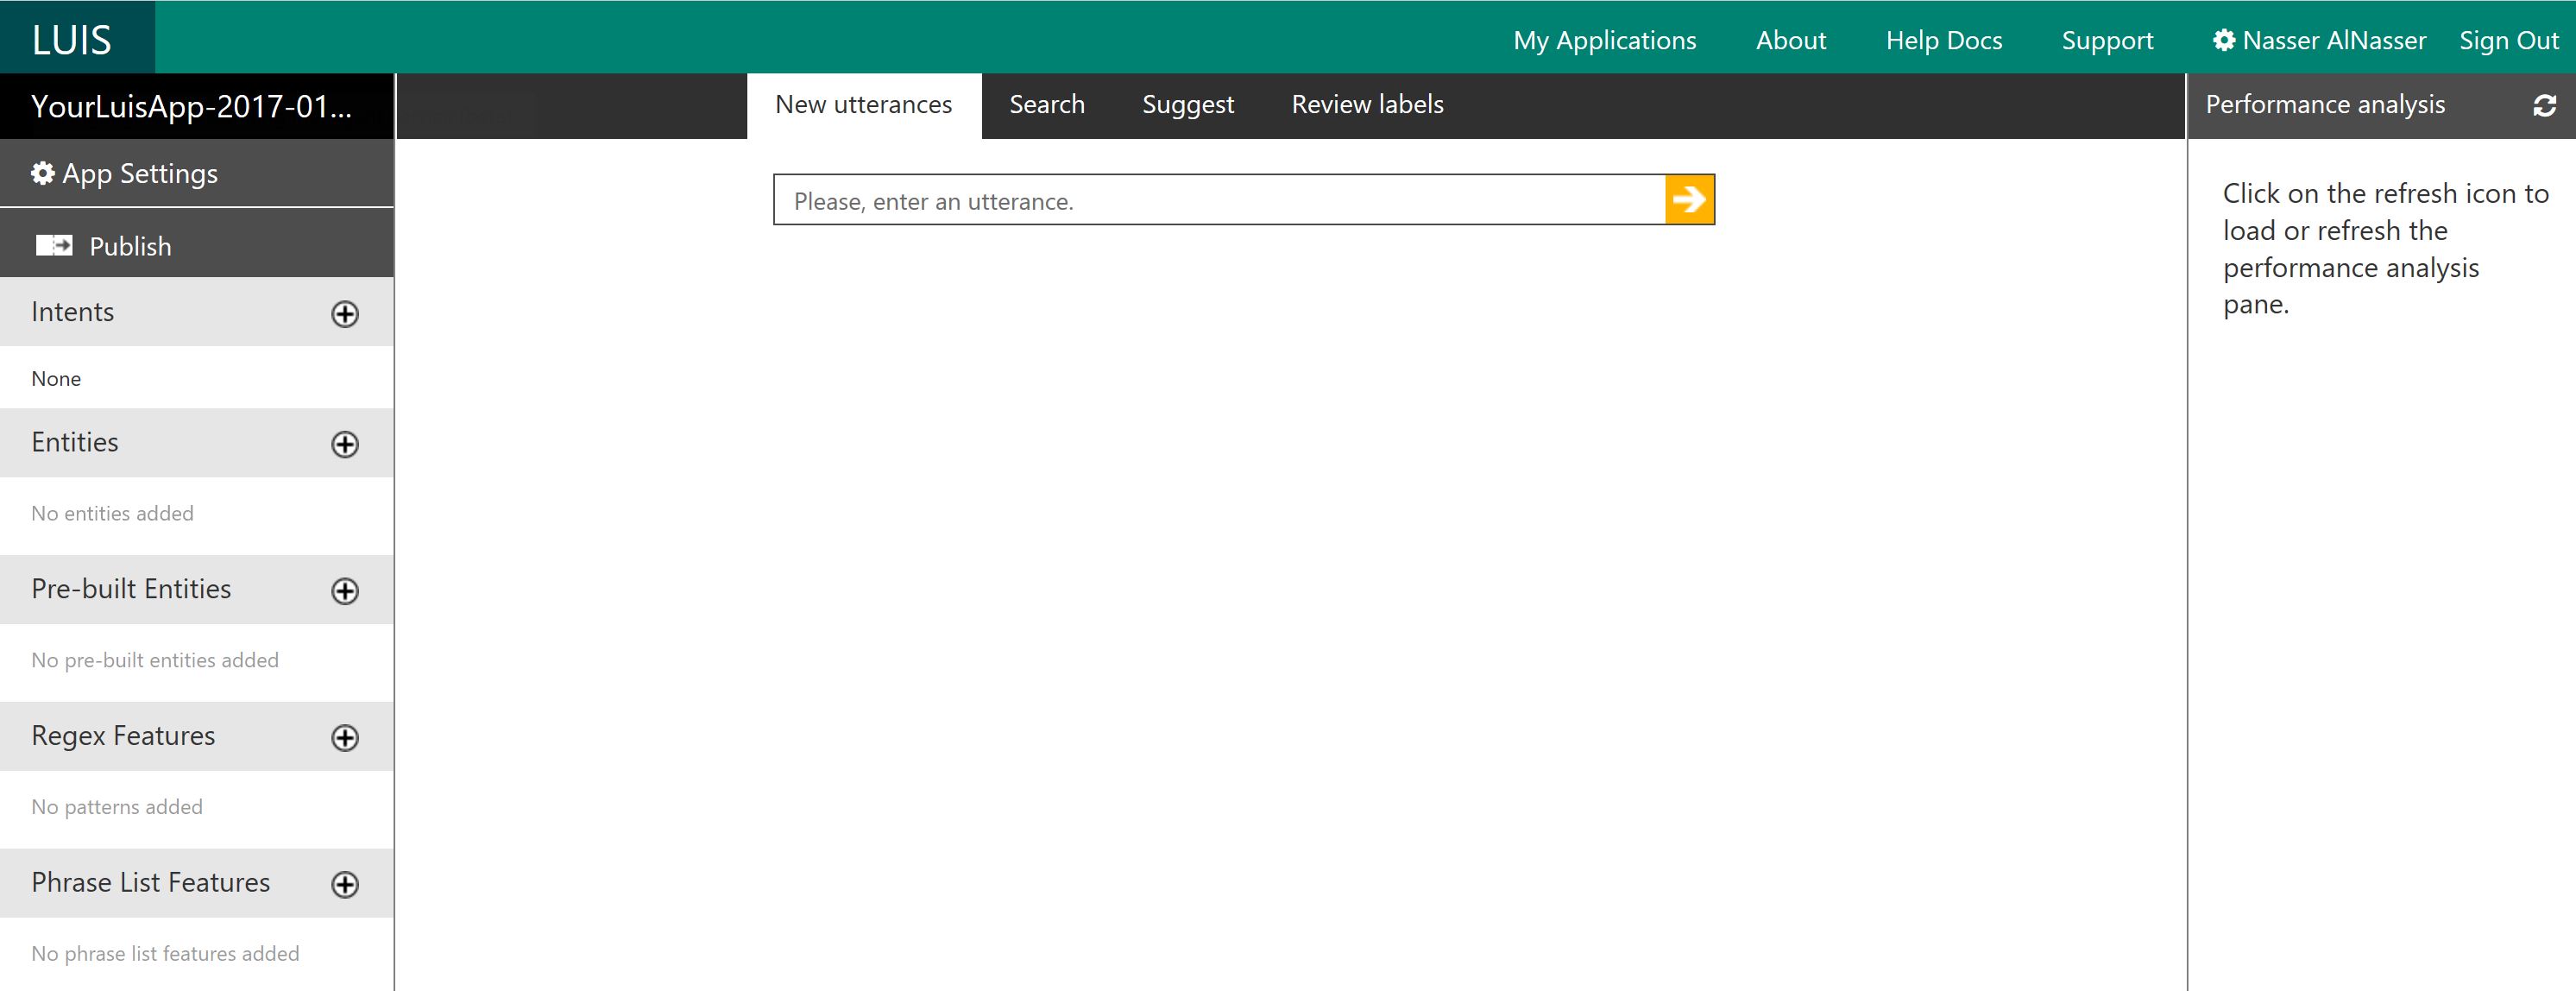 LUIS
My Applications
About
Help Docs
Support
Nasser AlNasser
Sign Out
YourLuisApp-2017-01...
New utterances
Search
Suggest
Review labels
Performance analysis
App Settings
Publish
Intents
None
Entities
No entities added
Pre-built Entities
No pre-built entities added
Regex Features
No patterns added
Phrase List Features
No phrase list features added
Please, enter an utterance.
Click on the refresh icon to
load or refresh the
performance analysis
pane.